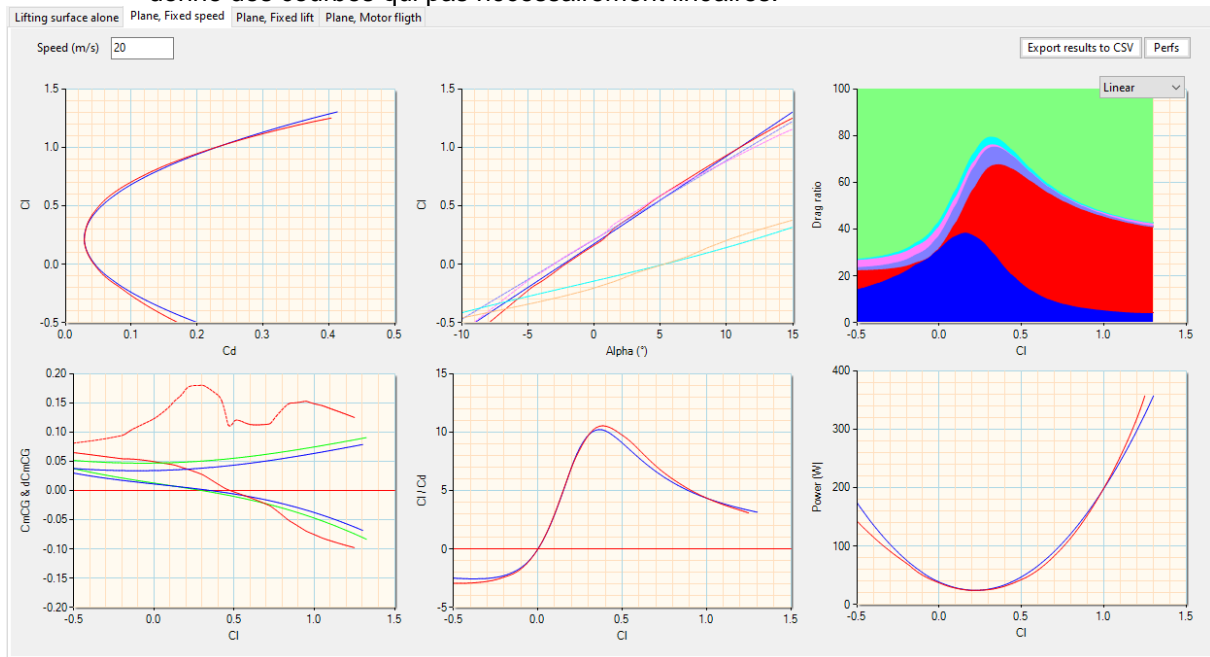 donne des courbes qui pas nécessairement linéaires.
Lifting surface alone Plane, Fixed speed Plane, Fixed lift Plane, Motor fligth
Speed (m/s) 20 Export results to CSV Perfs
1.5
1.0
0.5
0.0
-0.5
Cl
0.0 0.1 0.2 0.3 0.4 0.5
Cd
1.5
1.0
0.5
0.0
-0.5
Cl
-10 -5 0 5 10 15
Alpha (°)
Linear
100
80
60
40
20
0
Drag ratio
-0.5 0.0 0.5 1.0 1.5
Cl
0.20
0.15
0.10
0.05
0.00
-0.05
-0.10
-0.15
-0.20
CmCG & dCmCG
-0.5 0.0 0.5 1.0 1.5
Cl
15
10
5
0
-5
Cl / Cd
-0.5 0.0 0.5 1.0 1.5
Cl
400
300
200
100
0
Power [W]
-0.5 0.0 0.5 1.0 1.5
Cl